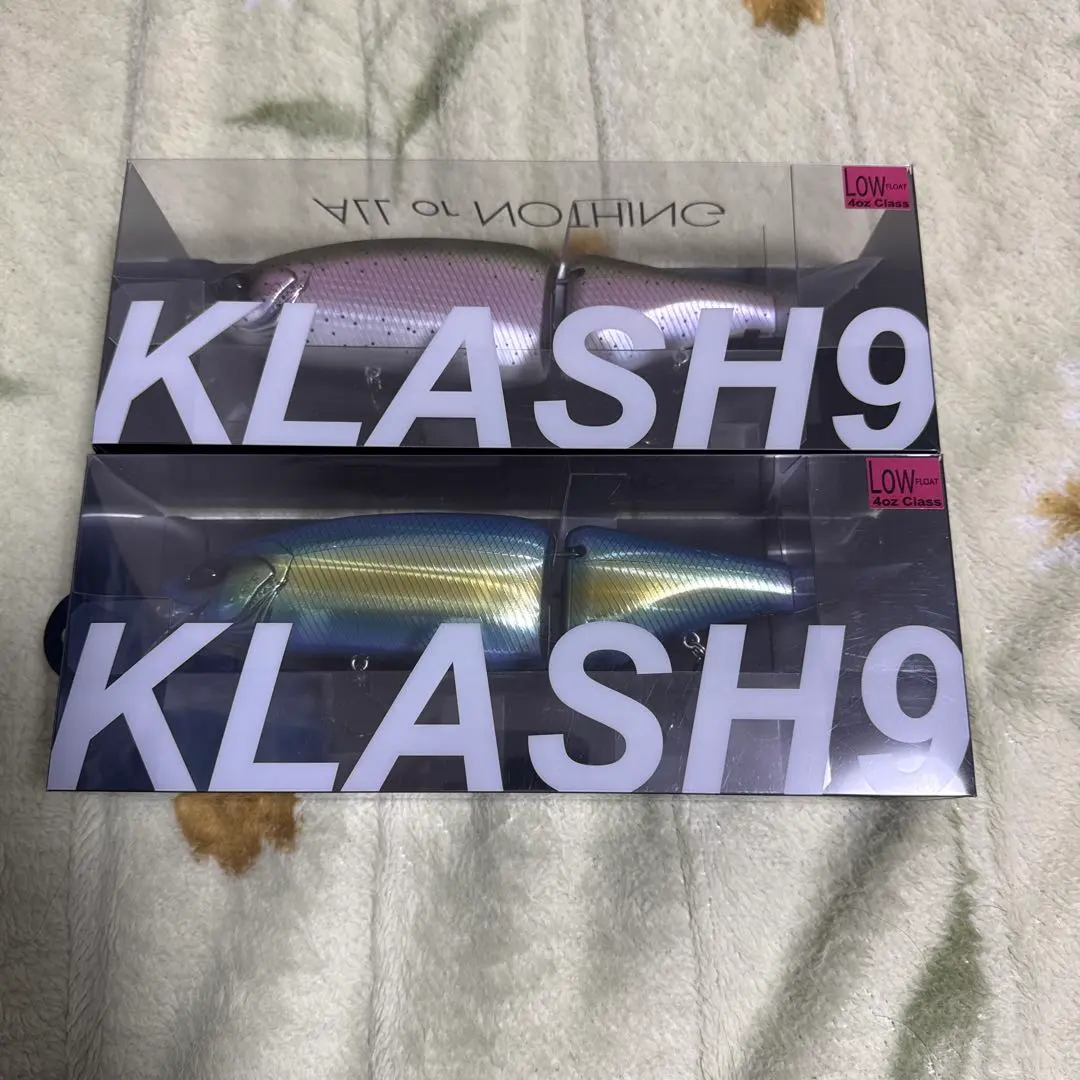 LOW FLOAT
4oz Class
ALL or NOTHING
KLASH9
LOW FLOAT
4oz Class
KLASH9